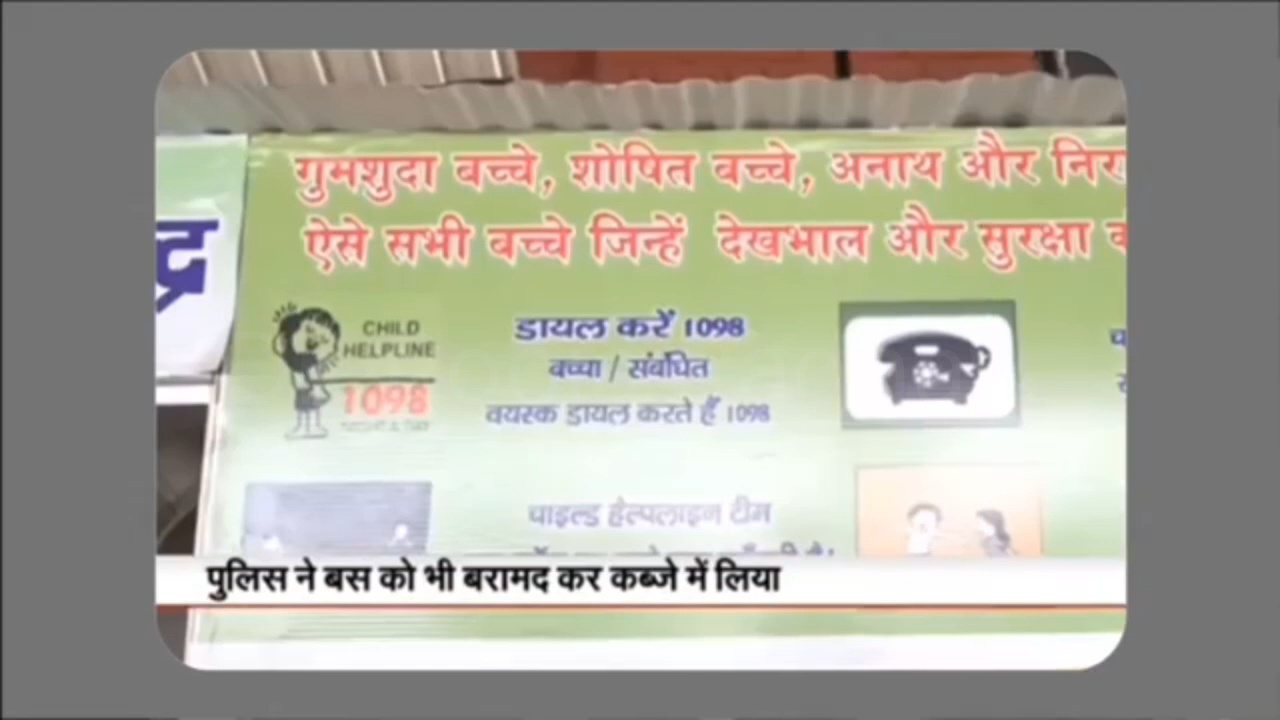 गुमशुदा बच्चे, शोषित बच्चे, अनाथ और
ऐसे सभी बच्चे जिन्हें देखभाल और सुरक्षा
द्र
CHILD
HELPLINE
1098
डायल करें 1098
बच्चा / संबंधित
वयस्क डायल करते हैं 1098
चाइल्ड हेल्पलाइन टीम
पुलिस ने बस को भी बरामद कर कब्जे में लिया